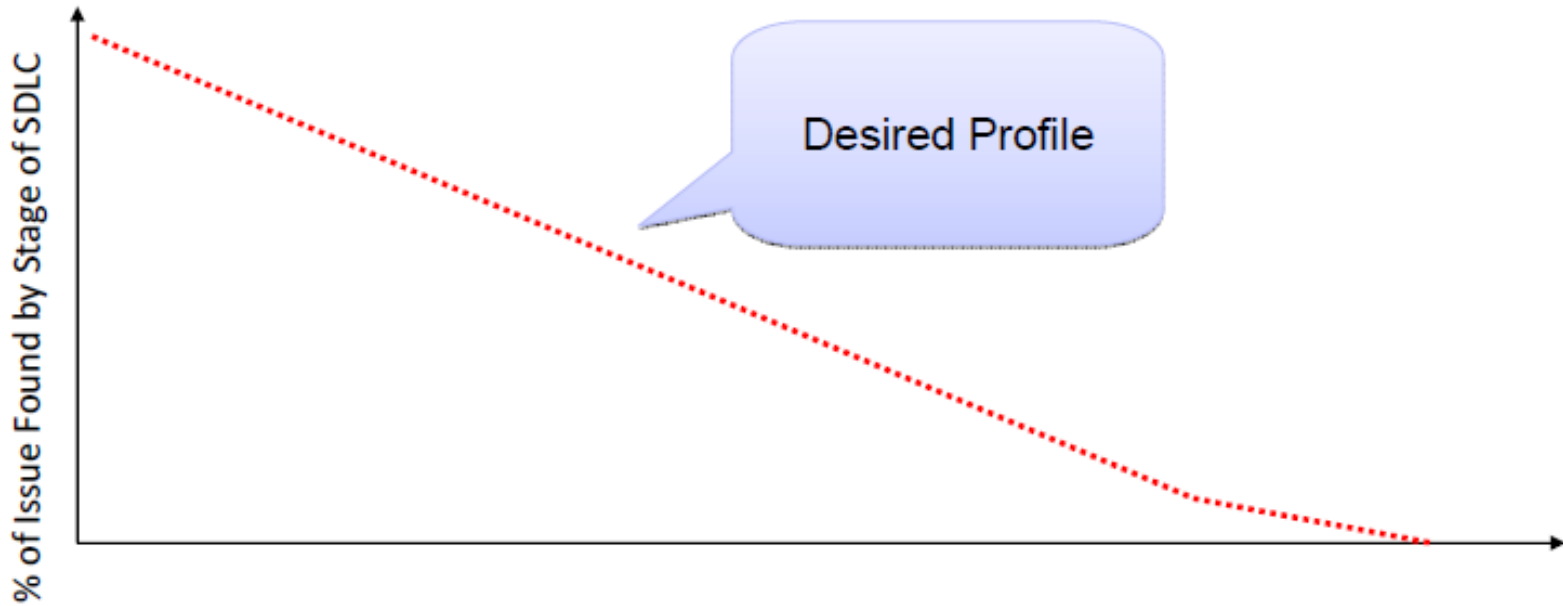 % of Issue Found by Stage of SDLC
Desired Profile